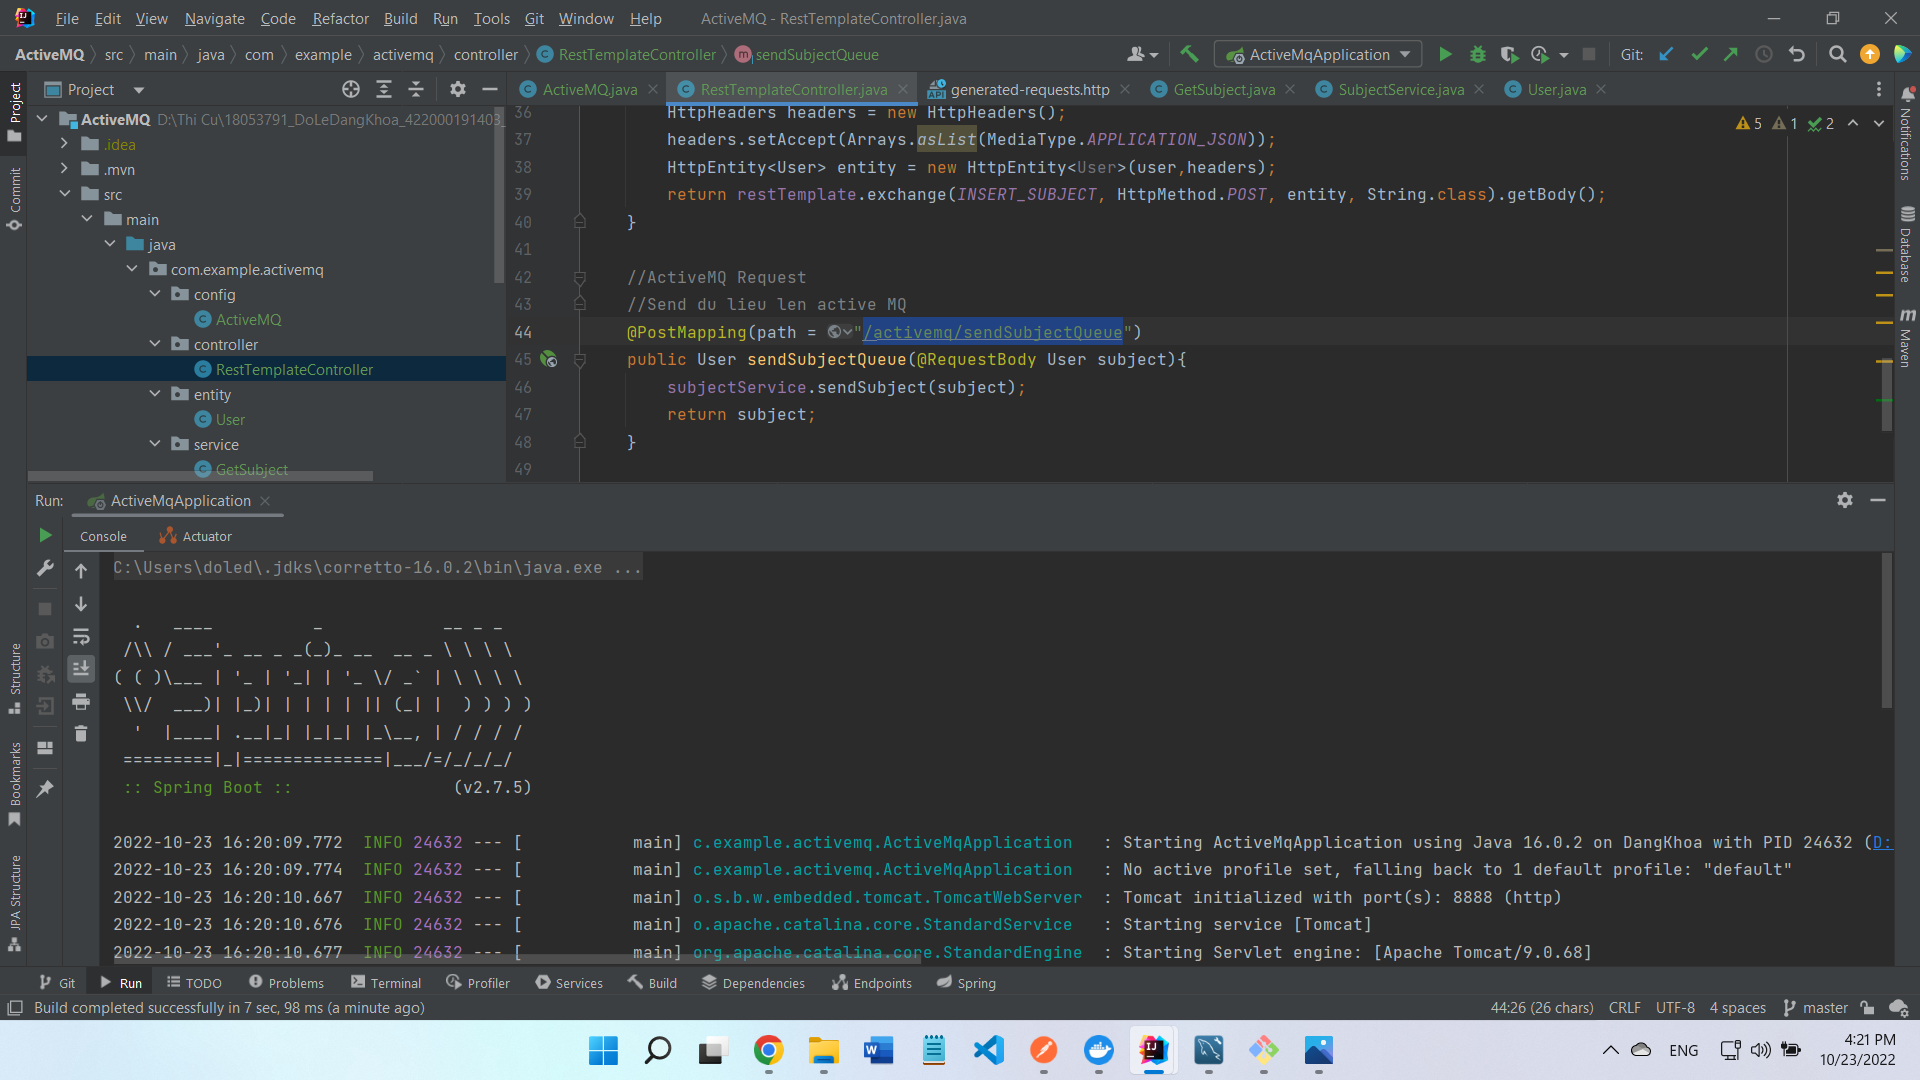 File Edit View Navigate Code Refactor Build Run Tools Git Window Help ActiveMQ - RestTemplateController.java
ActiveMQ src main java com example activemq controller RestTemplateController sendSubjectQueue ActiveMqApplication Git:
Project ActiveMQ.java RestTemplateController.java generated-requests.http GetSubject.java SubjectService.java User.java
ActiveMQ D:\Thi Cu\18053791_DoLeDangKhoa_422000191403_
.idea
.mvn
src
main
java
com.example.activemq
config
ActiveMQ
controller
RestTemplateController
entity
User
service
GetSubject
5 1 2
36 HttpHeaders headers = new HttpHeaders();
37 headers.setAccept(Arrays.asList(MediaType.APPLICATION_JSON));
38 HttpEntity<User> entity = new HttpEntity<User>(user,headers);
39 return restTemplate.exchange(INSERT_SUBJECT, HttpMethod.POST, entity, String.class).getBody();
40 }
41
42 //ActiveMQ Request
43 //Send du lieu len active MQ
44 @PostMapping(path = "/activemq/sendSubjectQueue")
45 public User sendSubjectQueue(@RequestBody User subject){
46 subjectService.sendSubject(subject);
47 return subject;
48 }
49
Project
Commit
Structure
Bookmarks
JPA Structure
Notifications
Database
Maven
Run: ActiveMqApplication
Console Actuator
C:\Users\doled\.jdks\corretto-16.0.2\bin\java.exe ...
  .   ____          _            __ _ _
 /\\ / ___'_ __ _ _(_)_ __  __ _ \ \ \ \
( ( )\___ | '_ | '_| | '_ \/ _` | \ \ \ \
 \\/  ___)| |_)| | | | | || (_| |  ) ) ) )
  '  |____| .__|_| |_|_| |_\__, | / / / /
 =========|_|==============|___/=/_/_/_/
 :: Spring Boot :: (v2.7.5)
2022-10-23 16:20:09.772 INFO 24632 --- [ main] c.example.activemq.ActiveMqApplication : Starting ActiveMqApplication using Java 16.0.2 on DangKhoa with PID 24632 (D:
2022-10-23 16:20:09.774 INFO 24632 --- [ main] c.example.activemq.ActiveMqApplication : No active profile set, falling back to 1 default profile: "default"
2022-10-23 16:20:10.667 INFO 24632 --- [ main] o.s.b.w.embedded.tomcat.TomcatWebServer : Tomcat initialized with port(s): 8888 (http)
2022-10-23 16:20:10.676 INFO 24632 --- [ main] o.apache.catalina.core.StandardService : Starting service [Tomcat]
2022-10-23 16:20:10.677 INFO 24632 --- [ main] org.apache.catalina.core.StandardEngine : Starting Servlet engine: [Apache Tomcat/9.0.68]
Git Run TODO Problems Terminal Profiler Services Build Dependencies Endpoints Spring
Build completed successfully in 7 sec, 98 ms (a minute ago) 44:26 (26 chars) CRLF UTF-8 4 spaces master
ENG 4:21 PM
10/23/2022